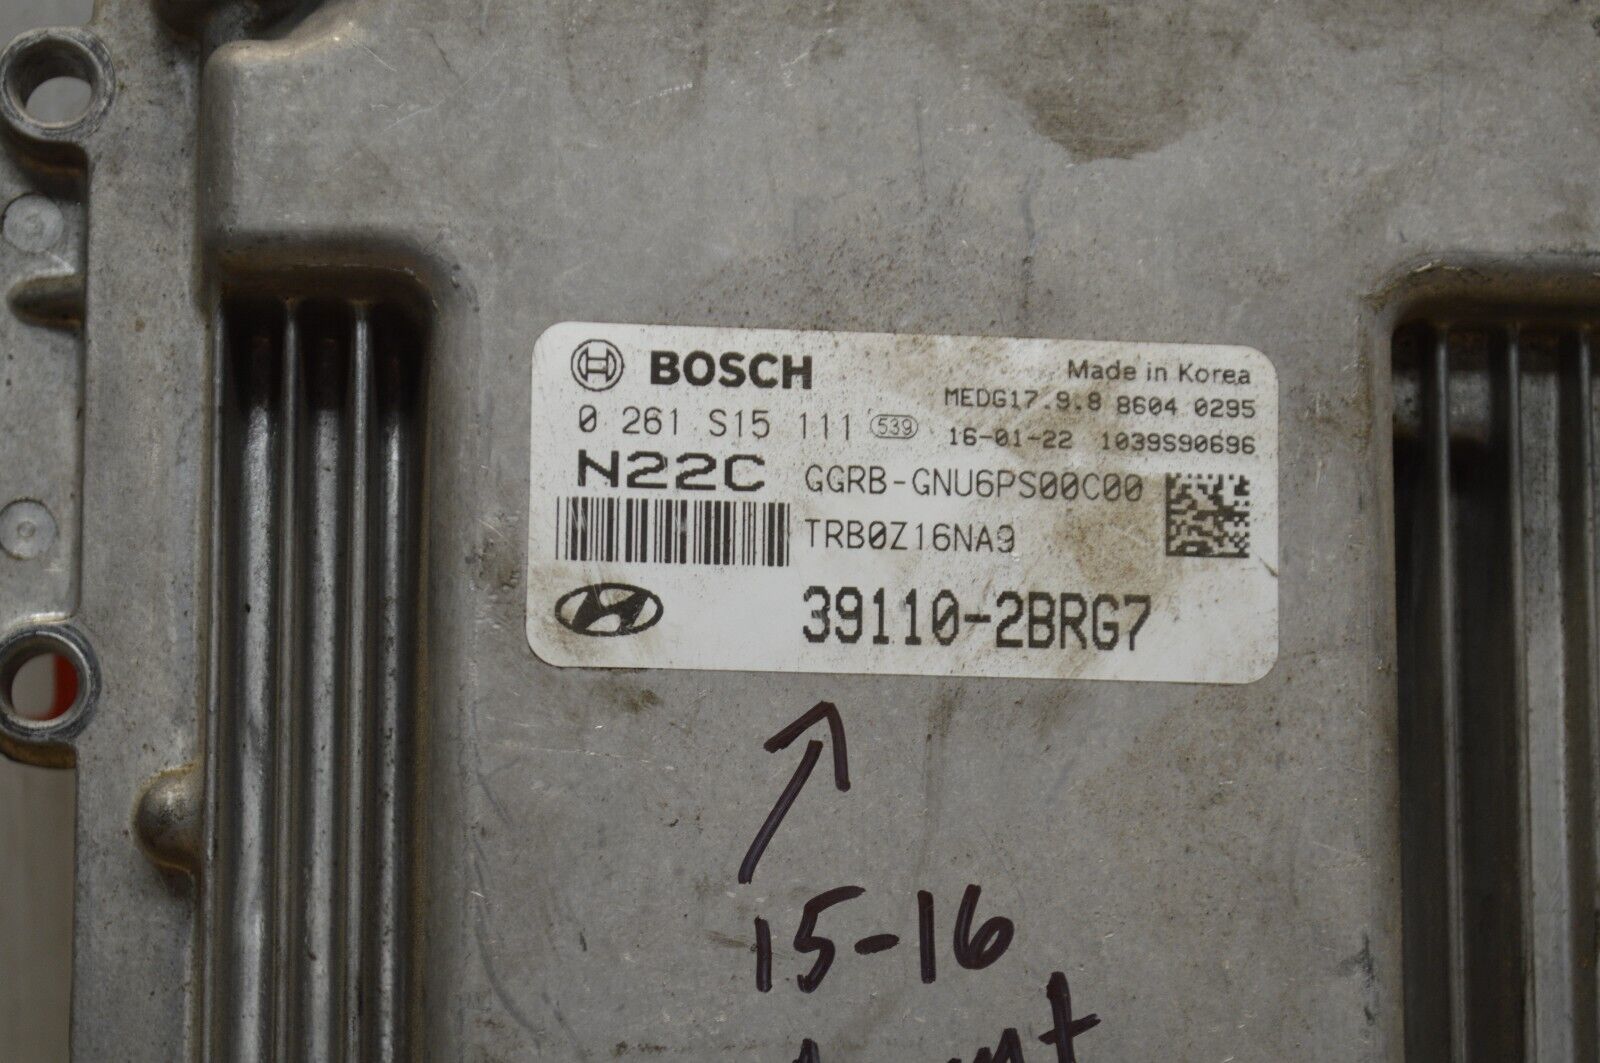 BOSCH
Made in Korea
MEDG17.9.8 8604 0295
0 261 S15 111 539
16-01-22 1039S90696
N22C GGRB-GNU6PS00C00
TRB0Z16NA9
39110-2BRG7
15-16